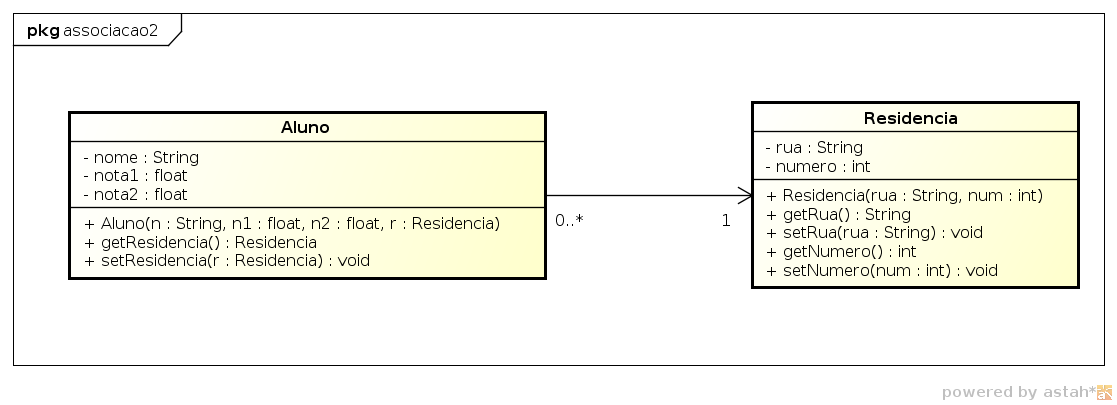 pkg associacao2
Aluno
- nome : String
- nota1 : float
- nota2 : float
+ Aluno(n : String, n1 : float, n2 : float, r : Residencia)
+ getResidencia() : Residencia
+ setResidencia(r : Residencia) : void
0..*
1
Residencia
- rua : String
- numero : int
+ Residencia(rua : String, num : int)
+ getRua() : String
+ setRua(rua : String) : void
+ getNumero() : int
+ setNumero(num : int) : void
powered by astah*